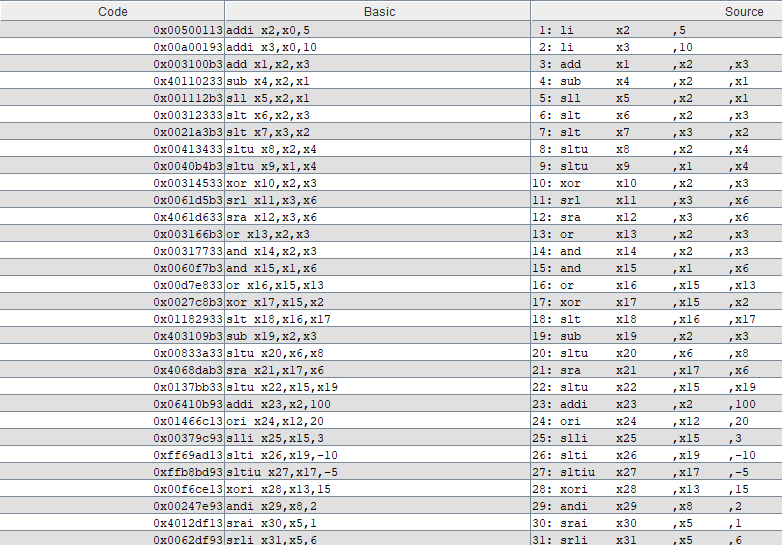 Code Basic Source
0x00500113 addi x2,x0,5 1: li x2 ,5
0x00a00193 addi x3,x0,10 2: li x3 ,10
0x003100b3 add x1,x2,x3 3: add x1 ,x2 ,x3
0x40110233 sub x4,x2,x1 4: sub x4 ,x2 ,x1
0x001112b3 sll x5,x2,x1 5: sll x5 ,x2 ,x1
0x00312333 slt x6,x2,x3 6: slt x6 ,x2 ,x3
0x0021a3b3 slt x7,x3,x2 7: slt x7 ,x3 ,x2
0x00413433 sltu x8,x2,x4 8: sltu x8 ,x2 ,x4
0x0040b4b3 sltu x9,x1,x4 9: sltu x9 ,x1 ,x4
0x00314533 xor x10,x2,x3 10: xor x10 ,x2 ,x3
0x0061d5b3 srl x11,x3,x6 11: srl x11 ,x3 ,x6
0x4061d633 sra x12,x3,x6 12: sra x12 ,x3 ,x6
0x003166b3 or x13,x2,x3 13: or x13 ,x2 ,x3
0x00317733 and x14,x2,x3 14: and x14 ,x2 ,x3
0x0060f7b3 and x15,x1,x6 15: and x15 ,x1 ,x6
0x00d7e833 or x16,x15,x13 16: or x16 ,x15 ,x13
0x0027c8b3 xor x17,x15,x2 17: xor x17 ,x15 ,x2
0x01182933 slt x18,x16,x17 18: slt x18 ,x16 ,x17
0x403109b3 sub x19,x2,x3 19: sub x19 ,x2 ,x3
0x00833a33 sltu x20,x6,x8 20: sltu x20 ,x6 ,x8
0x4068dab3 sra x21,x17,x6 21: sra x21 ,x17 ,x6
0x0137bb33 sltu x22,x15,x19 22: sltu x22 ,x15 ,x19
0x06410b93 addi x23,x2,100 23: addi x23 ,x2 ,100
0x01466c13 ori x24,x12,20 24: ori x24 ,x12 ,20
0x00379c93 slli x25,x15,3 25: slli x25 ,x15 ,3
0xff69ad13 slti x26,x19,-10 26: slti x26 ,x19 ,-10
0xffb8bd93 sltiu x27,x17,-5 27: sltiu x27 ,x17 ,-5
0x00f6ce13 xori x28,x13,15 28: xori x28 ,x13 ,15
0x00247e93 andi x29,x8,2 29: andi x29 ,x8 ,2
0x4012df13 srai x30,x5,1 30: srai x30 ,x5 ,1
0x0062df93 srli x31,x5,6 31: srli x31 ,x5 ,6